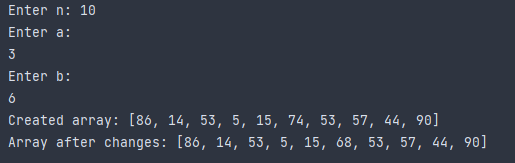 Enter n: 10
Enter a:
3
Enter b:
6
Created array: [86, 14, 53, 5, 15, 74, 53, 57, 44, 90]
Array after changes: [86, 14, 53, 5, 15, 68, 53, 57, 44, 90]